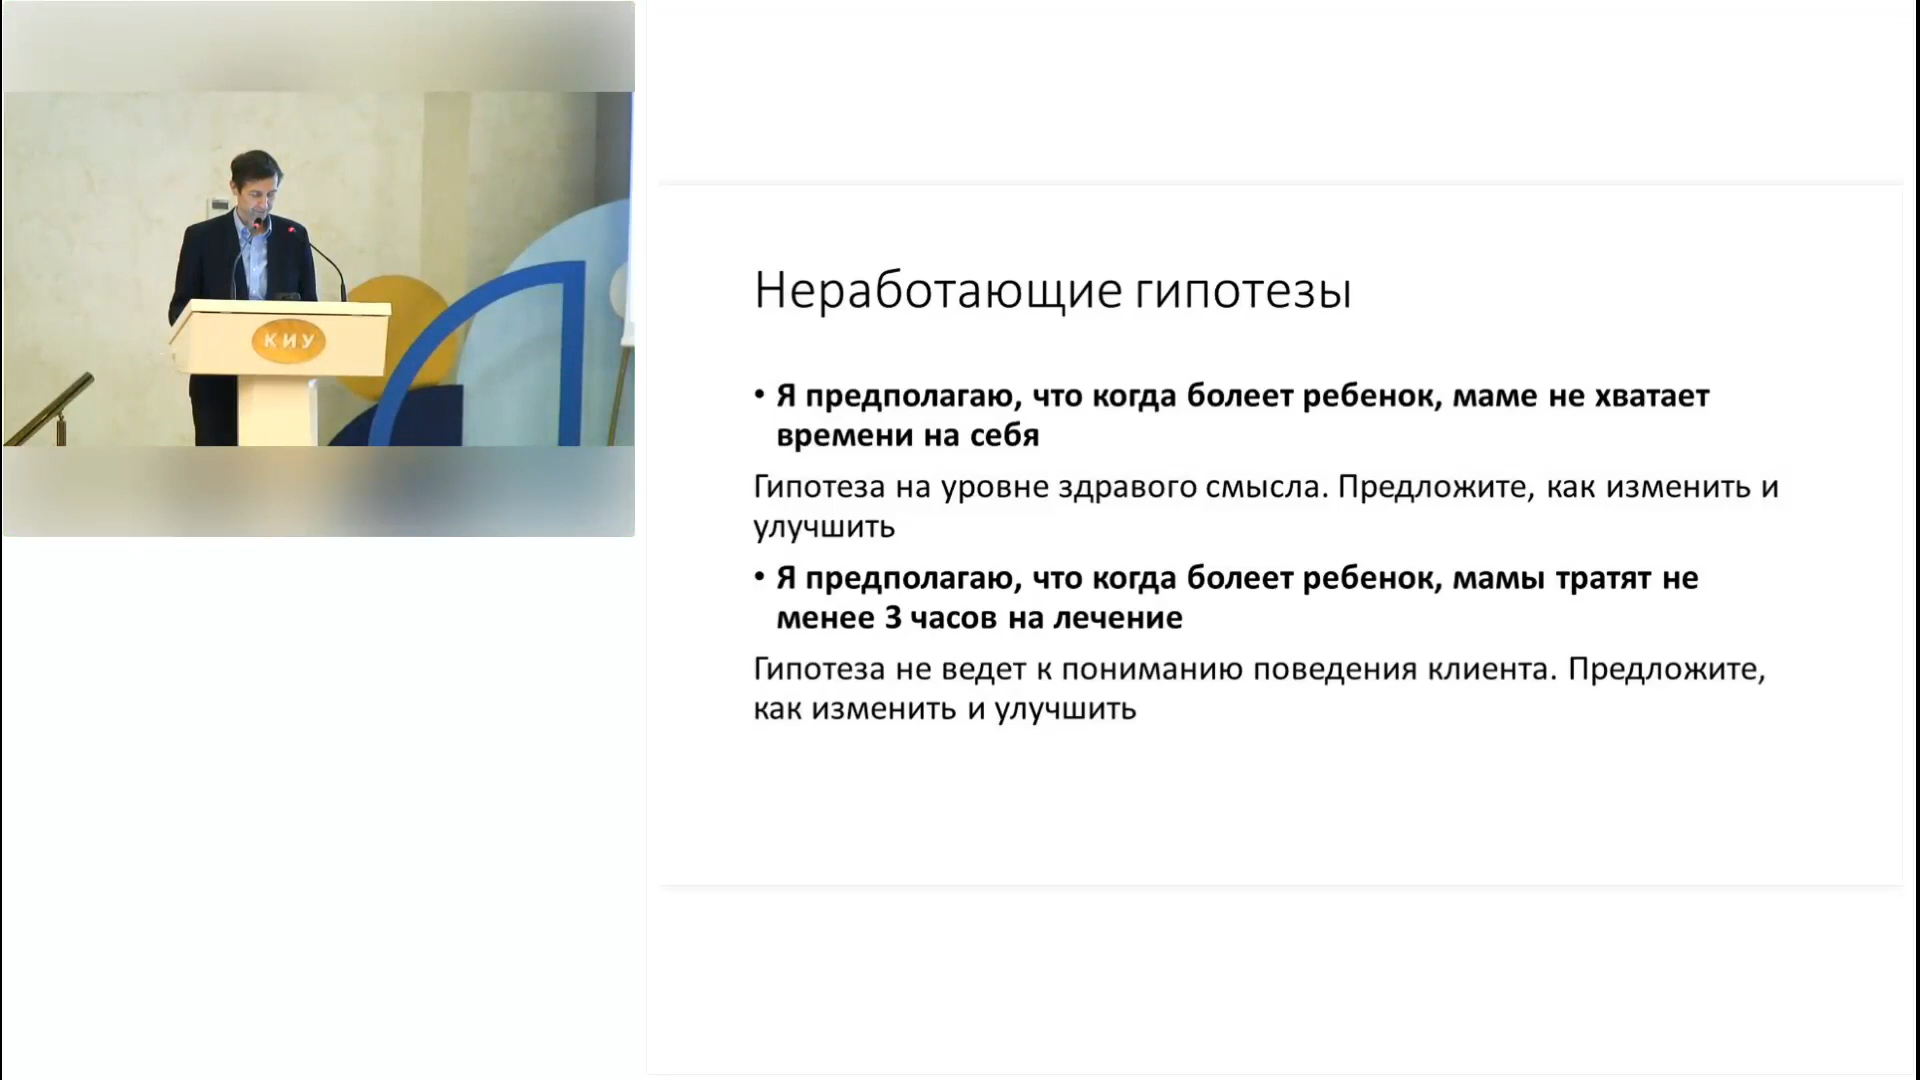 КИУ
Неработающие гипотезы
• Я предполагаю, что когда болеет ребенок, маме не хватает
времени на себя
Гипотеза на уровне здравого смысла. Предложите, как изменить и
улучшить
• Я предполагаю, что когда болеет ребенок, мамы тратят не
менее 3 часов на лечение
Гипотеза не ведет к пониманию поведения клиента. Предложите,
как изменить и улучшить